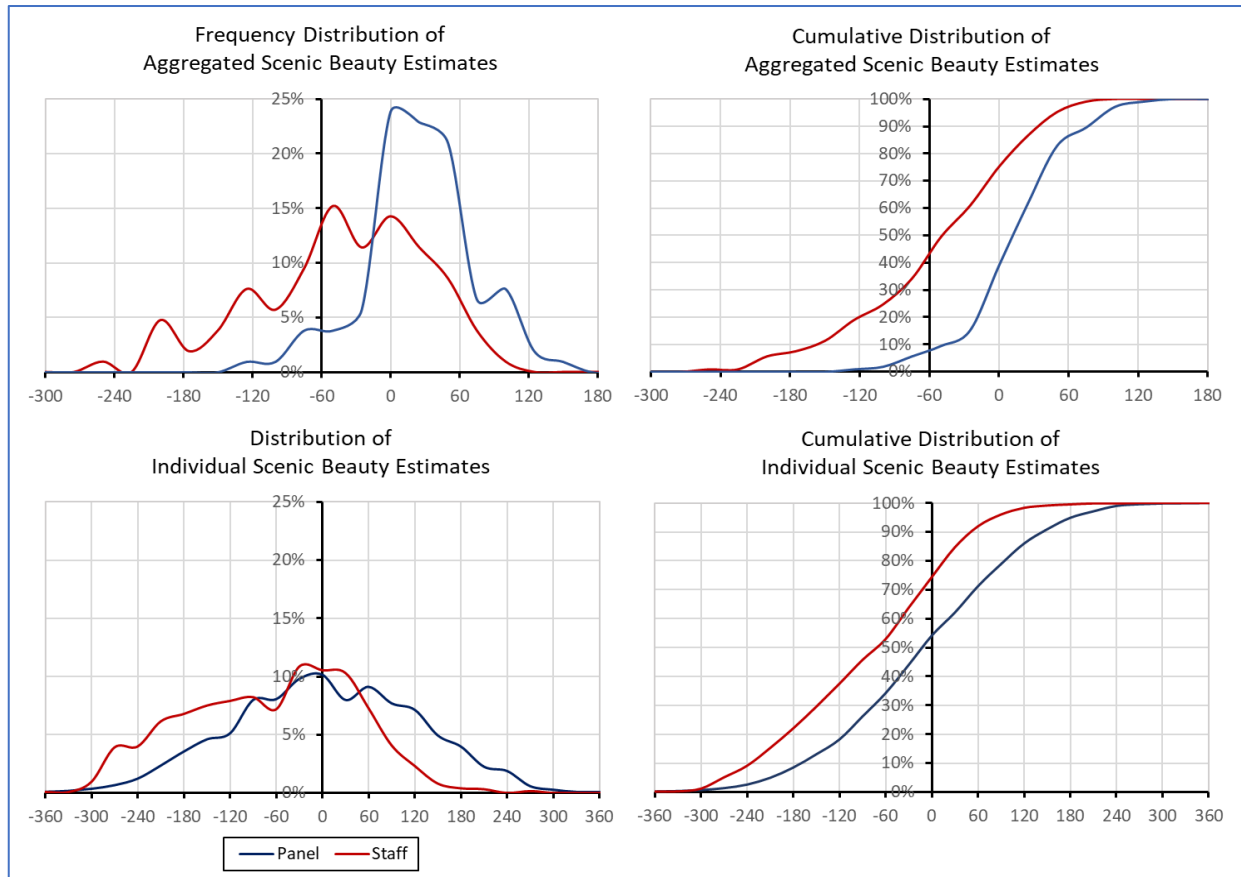 Frequency Distribution of
Aggregated Scenic Beauty Estimates
25%
20%
15%
10%
5%
0%
-300 -240 -180 -120 -60 0 60 120 180
Cumulative Distribution of
Aggregated Scenic Beauty Estimates
100%
90%
80%
70%
60%
50%
40%
30%
20%
10%
0%
-300 -240 -180 -120 -60 0 60 120 180
Distribution of
Individual Scenic Beauty Estimates
25%
20%
15%
10%
5%
0%
-360 -300 -240 -180 -120 -60 0 60 120 180 240 300 360
Panel Staff
Cumulative Distribution of
Individual Scenic Beauty Estimates
100%
90%
80%
70%
60%
50%
40%
30%
20%
10%
0%
-360 -300 -240 -180 -120 -60 0 60 120 180 240 300 360